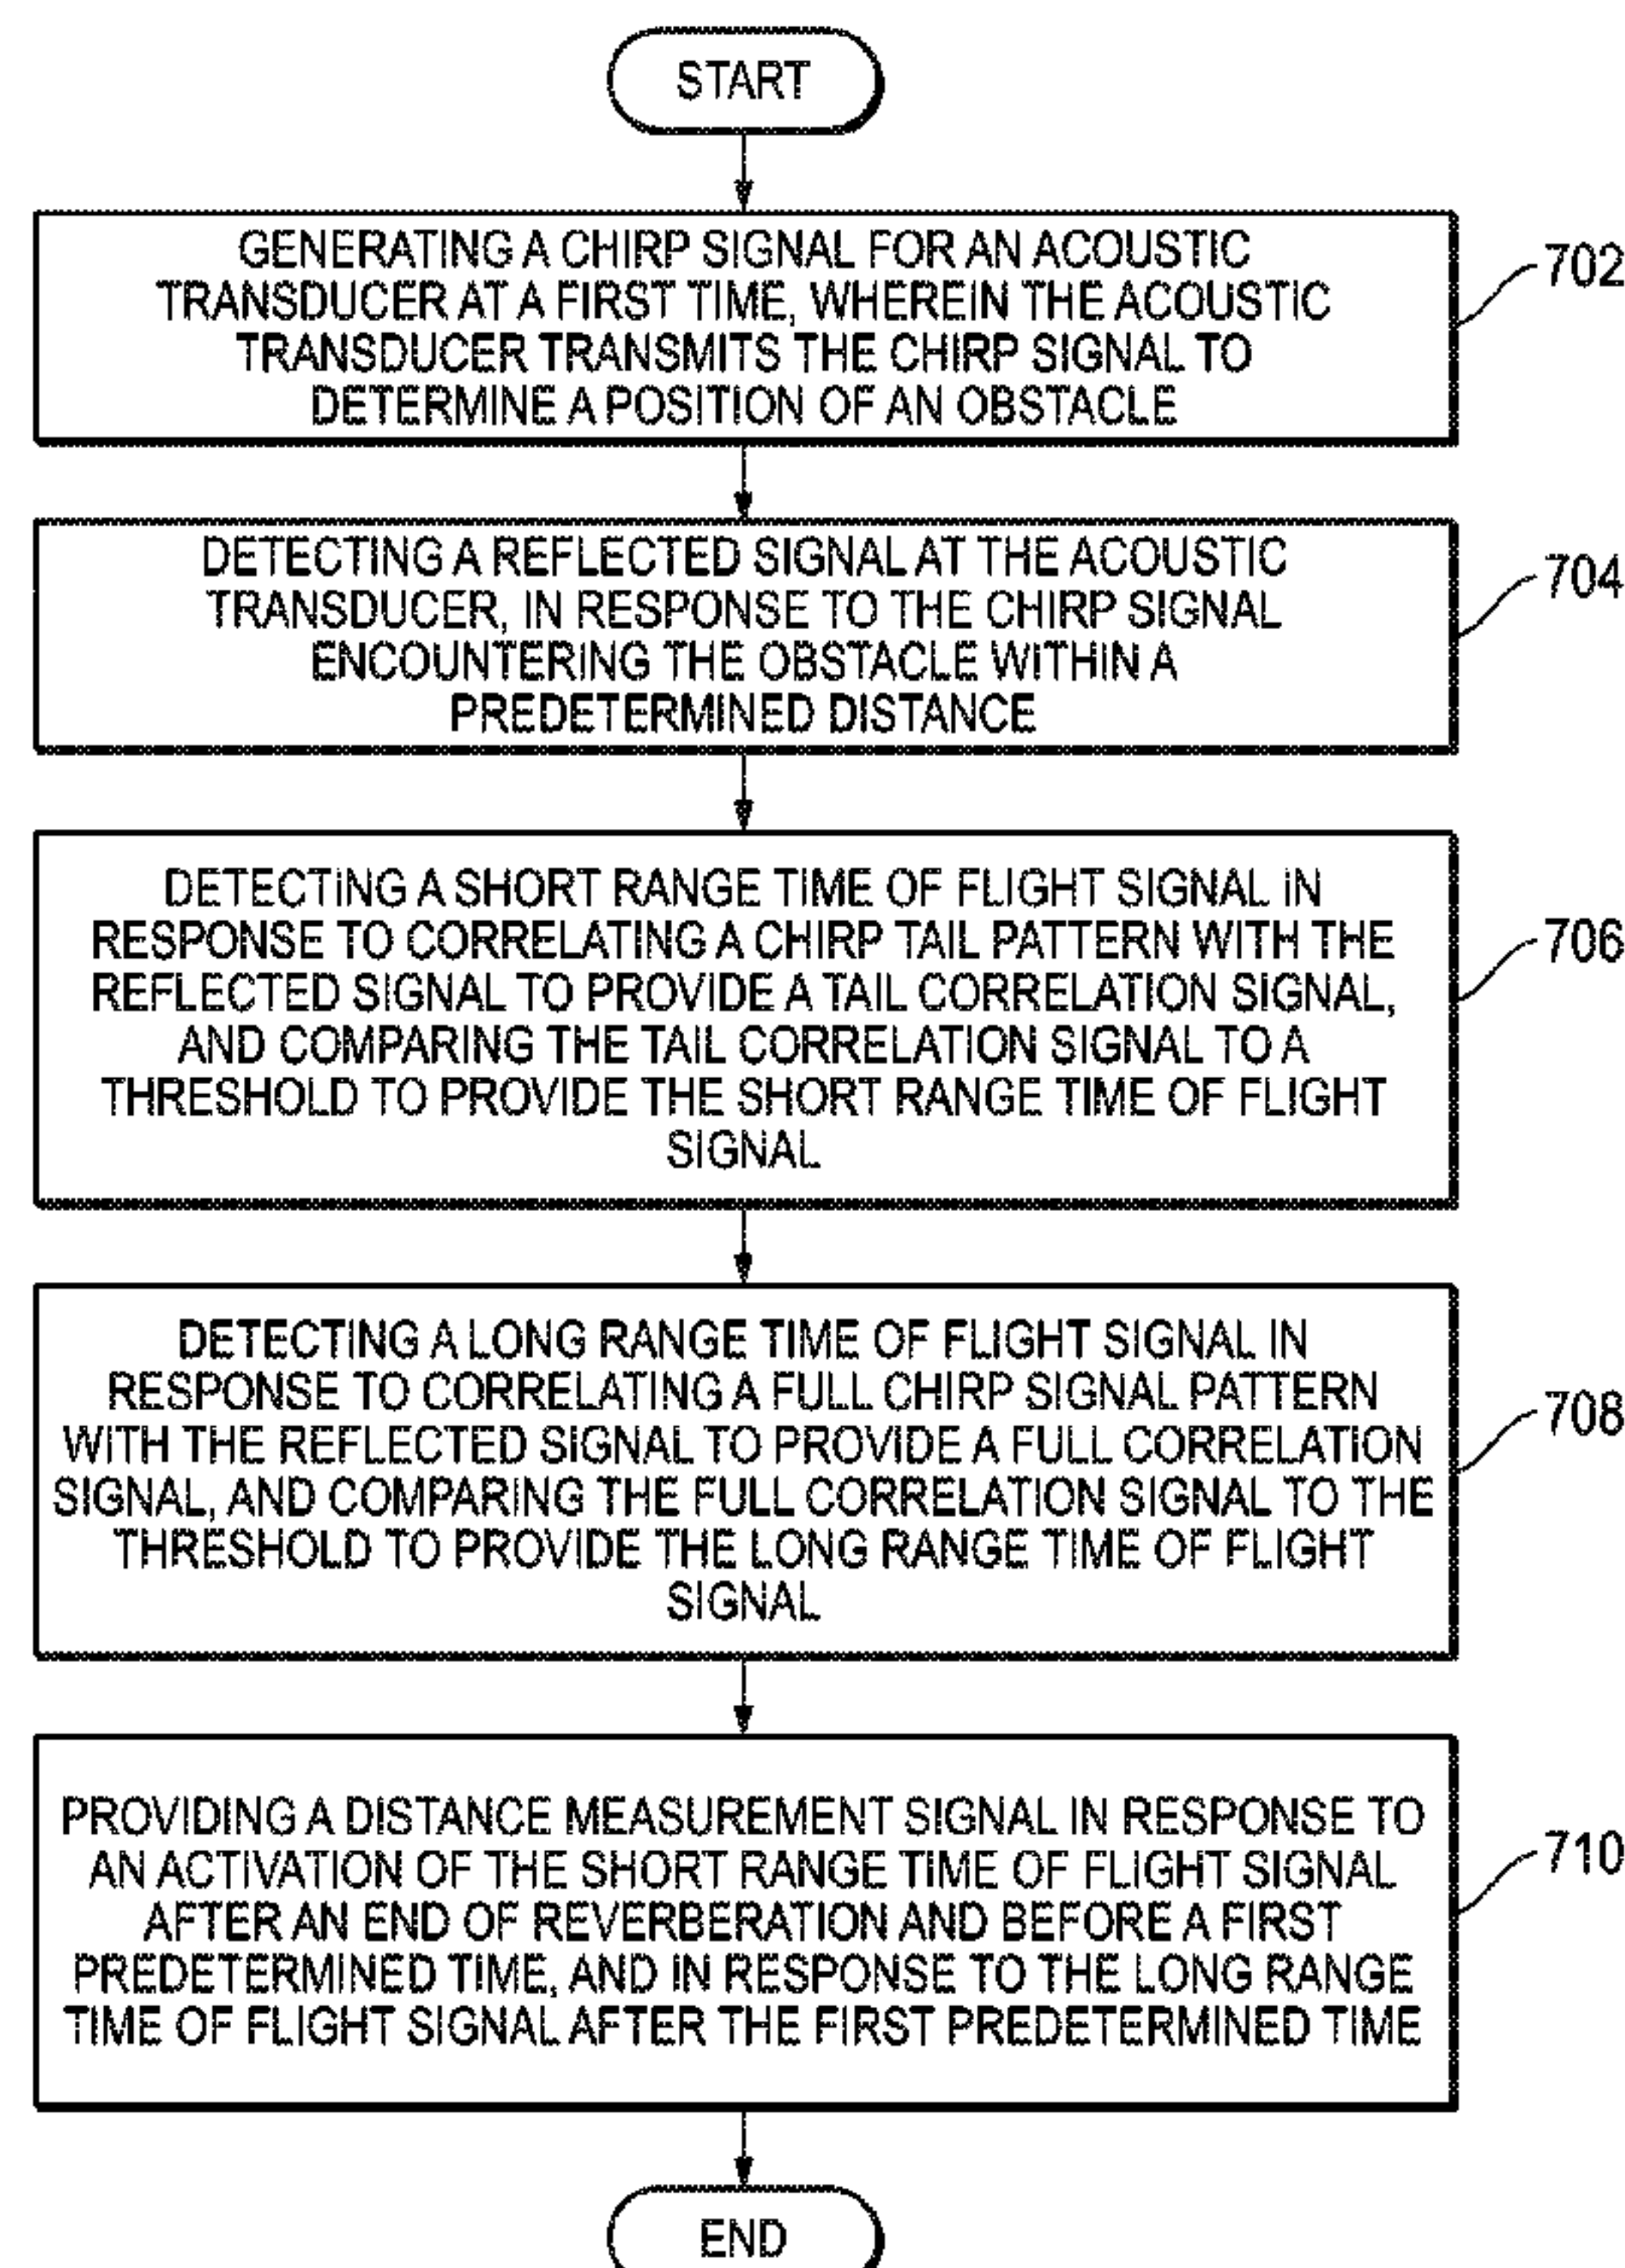 START
GENERATING A CHIRP SIGNAL FOR AN ACOUSTIC
TRANSDUCER AT A FIRST TIME, WHEREIN THE ACOUSTIC
TRANSDUCER TRANSMITS THE CHIRP SIGNAL TO
DETERMINE A POSITION OF AN OBSTACLE
702
DETECTING A REFLECTED SIGNAL AT THE ACOUSTIC
TRANSDUCER, IN RESPONSE TO THE CHIRP SIGNAL
ENCOUNTERING THE OBSTACLE WITHIN A
PREDETERMINED DISTANCE
704
DETECTING A SHORT RANGE TIME OF FLIGHT SIGNAL IN
RESPONSE TO CORRELATING A CHIRP TAIL PATTERN WITH THE
REFLECTED SIGNAL TO PROVIDE A TAIL CORRELATION SIGNAL,
AND COMPARING THE TAIL CORRELATION SIGNAL TO A
THRESHOLD TO PROVIDE THE SHORT RANGE TIME OF FLIGHT
SIGNAL
706
DETECTING A LONG RANGE TIME OF FLIGHT SIGNAL IN
RESPONSE TO CORRELATING A FULL CHIRP SIGNAL PATTERN
WITH THE REFLECTED SIGNAL TO PROVIDE A FULL CORRELATION
SIGNAL, AND COMPARING THE FULL CORRELATION SIGNAL TO THE
THRESHOLD TO PROVIDE THE LONG RANGE TIME OF FLIGHT
SIGNAL
708
PROVIDING A DISTANCE MEASUREMENT SIGNAL IN RESPONSE TO
AN ACTIVATION OF THE SHORT RANGE TIME OF FLIGHT SIGNAL
AFTER AN END OF REVERBERATION AND BEFORE A FIRST
PREDETERMINED TIME, AND IN RESPONSE TO THE LONG RANGE
TIME OF FLIGHT SIGNAL AFTER THE FIRST PREDETERMINED TIME
710
END